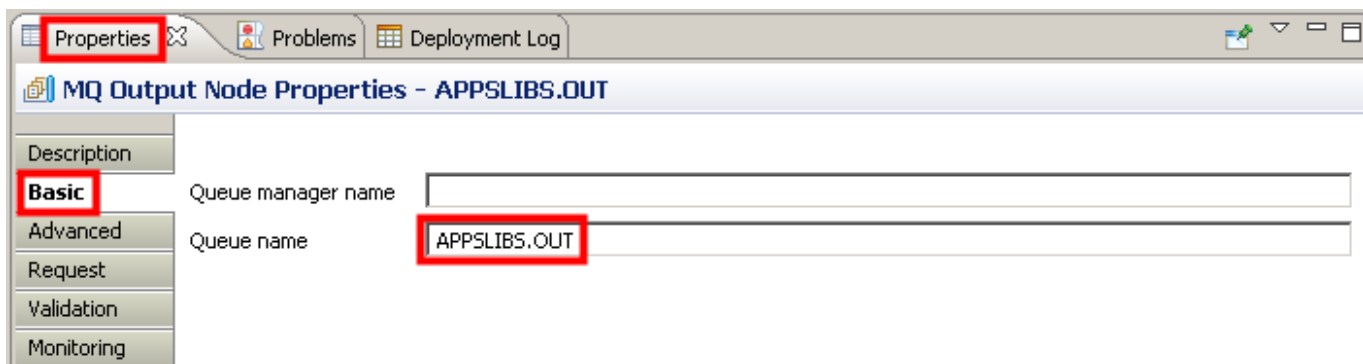 Properties Problems Deployment Log
MQ Output Node Properties - APPSLIBS.OUT
Description
Basic Queue manager name
Advanced Queue name APPSLIBS.OUT
Request
Validation
Monitoring